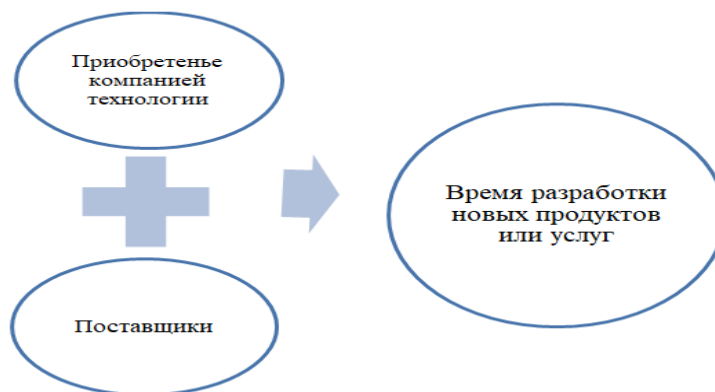 Приобретенье
компанией
технологии
Поставщики
Время разработки
новых продуктов
или услуг